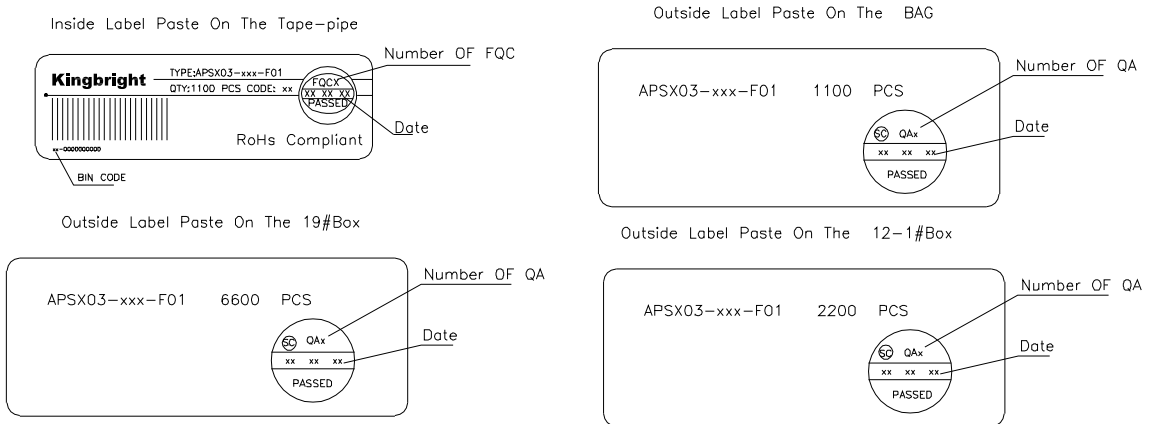 Inside Label Paste On The Tape-pipe
Number OF FQC
Kingbright
TYPE:APSX03-xxx-F01
QTY:1100 PCS CODE: xx
FQCX
XX XX XX
PASSED
Date
RoHs Compliant
xx-0000000000
BIN CODE
Outside Label Paste On The BAG
Number OF QA
APSX03-xxx-F01 1100 PCS
SC QAx
Date
xx xx xx
PASSED
Outside Label Paste On The 19#Box
Number OF QA
APSX03-xxx-F01 6600 PCS
SC QAx
Date
xx xx xx
PASSED
Outside Label Paste On The 12-1#Box
Number OF QA
APSX03-xxx-F01 2200 PCS
SC QAx
Date
xx xx xx
PASSED